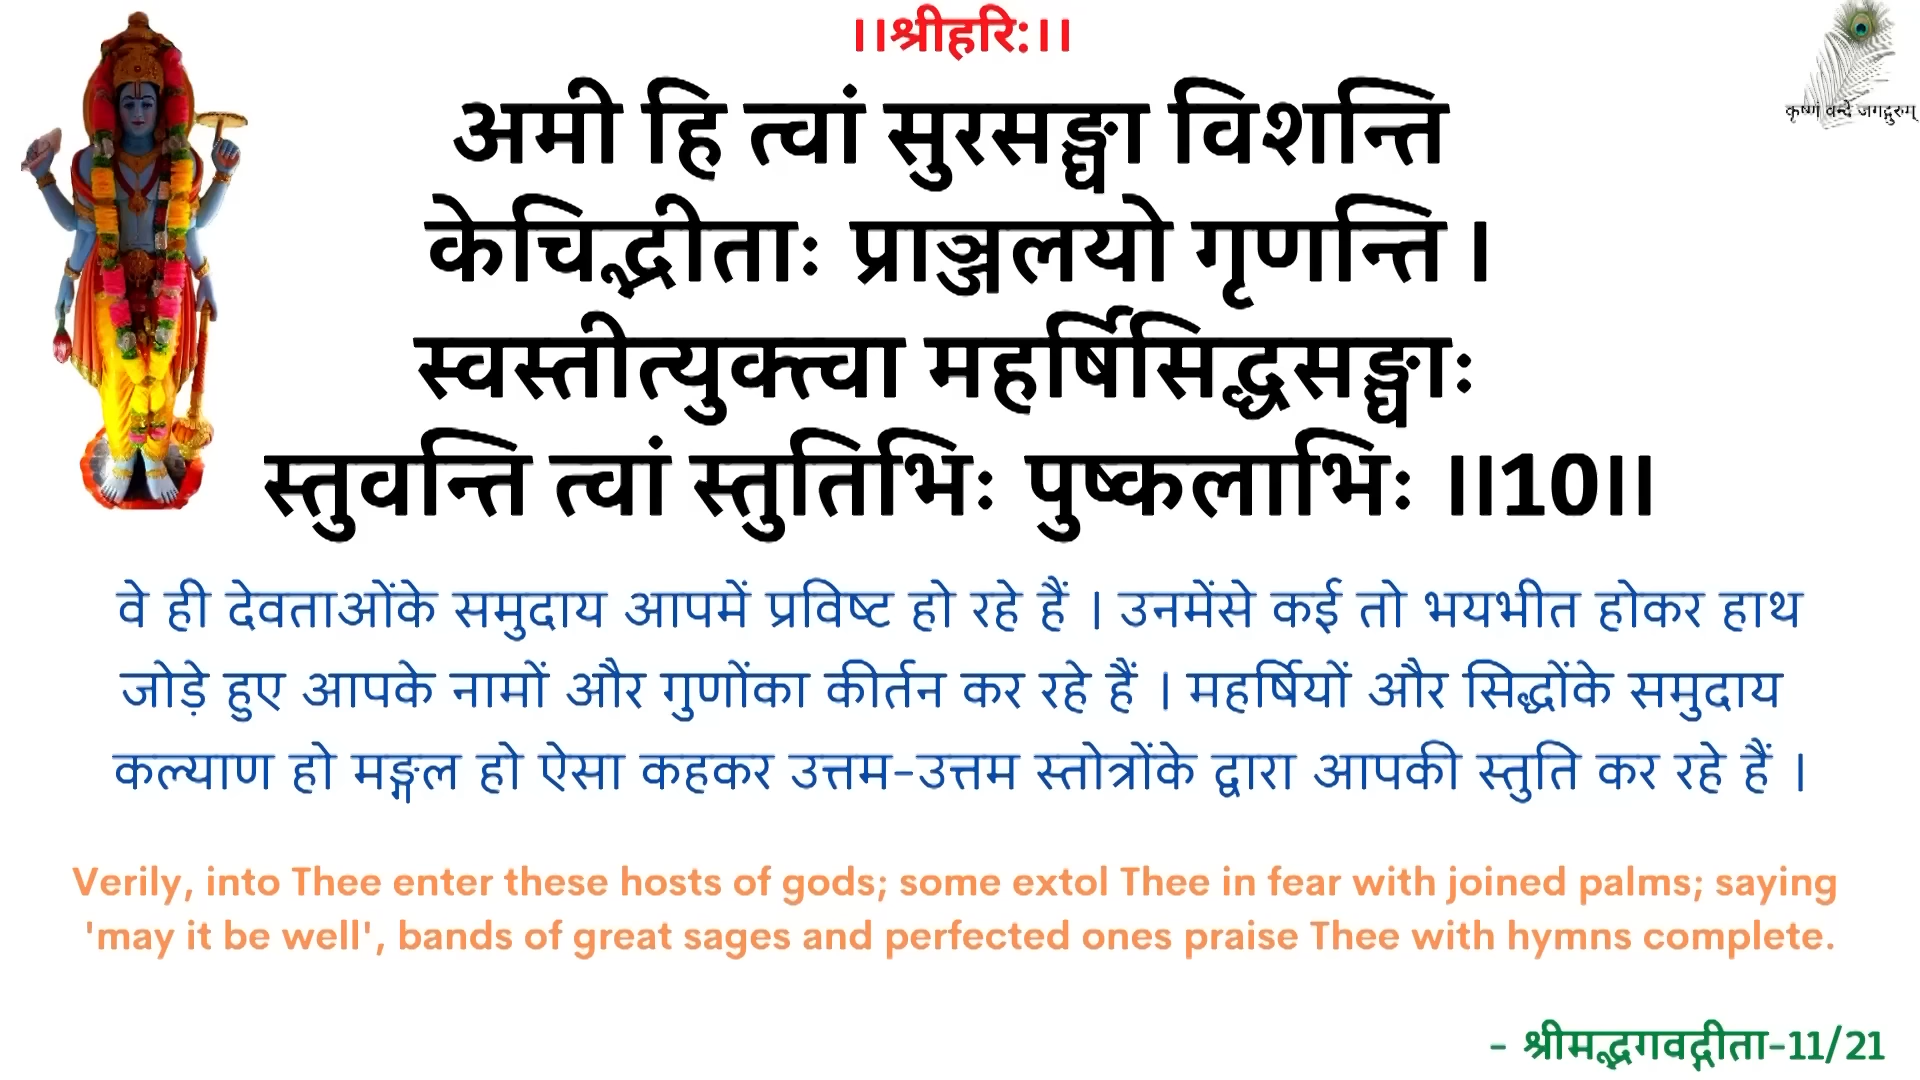 ।।श्रीहरि:।।
कृष्णं वन्दे जगद्गुरुम्
अमी हि त्वां सुरसङ्घा विशन्ति
केचिद्भीताः प्राञ्जलयो गृणन्ति ।
स्वस्तीत्युक्त्वा महर्षिसिद्धसङ्घाः
स्तुवन्ति त्वां स्तुतिभिः पुष्कलाभिः ॥10॥
वे ही देवताओंके समुदाय आपमें प्रविष्ट हो रहे हैं । उनमेंसे कई तो भयभीत होकर हाथ
जोड़े हुए आपके नामों और गुणोंका कीर्तन कर रहे हैं । महर्षियों और सिद्धोंके समुदाय
कल्याण हो मङ्गल हो ऐसा कहकर उत्तम-उत्तम स्तोत्रोंके द्वारा आपकी स्तुति कर रहे हैं ।
Verily, into Thee enter these hosts of gods; some extol Thee in fear with joined palms; saying
'may it be well', bands of great sages and perfected ones praise Thee with hymns complete.
- श्रीमद्भगवद्गीता-11/21